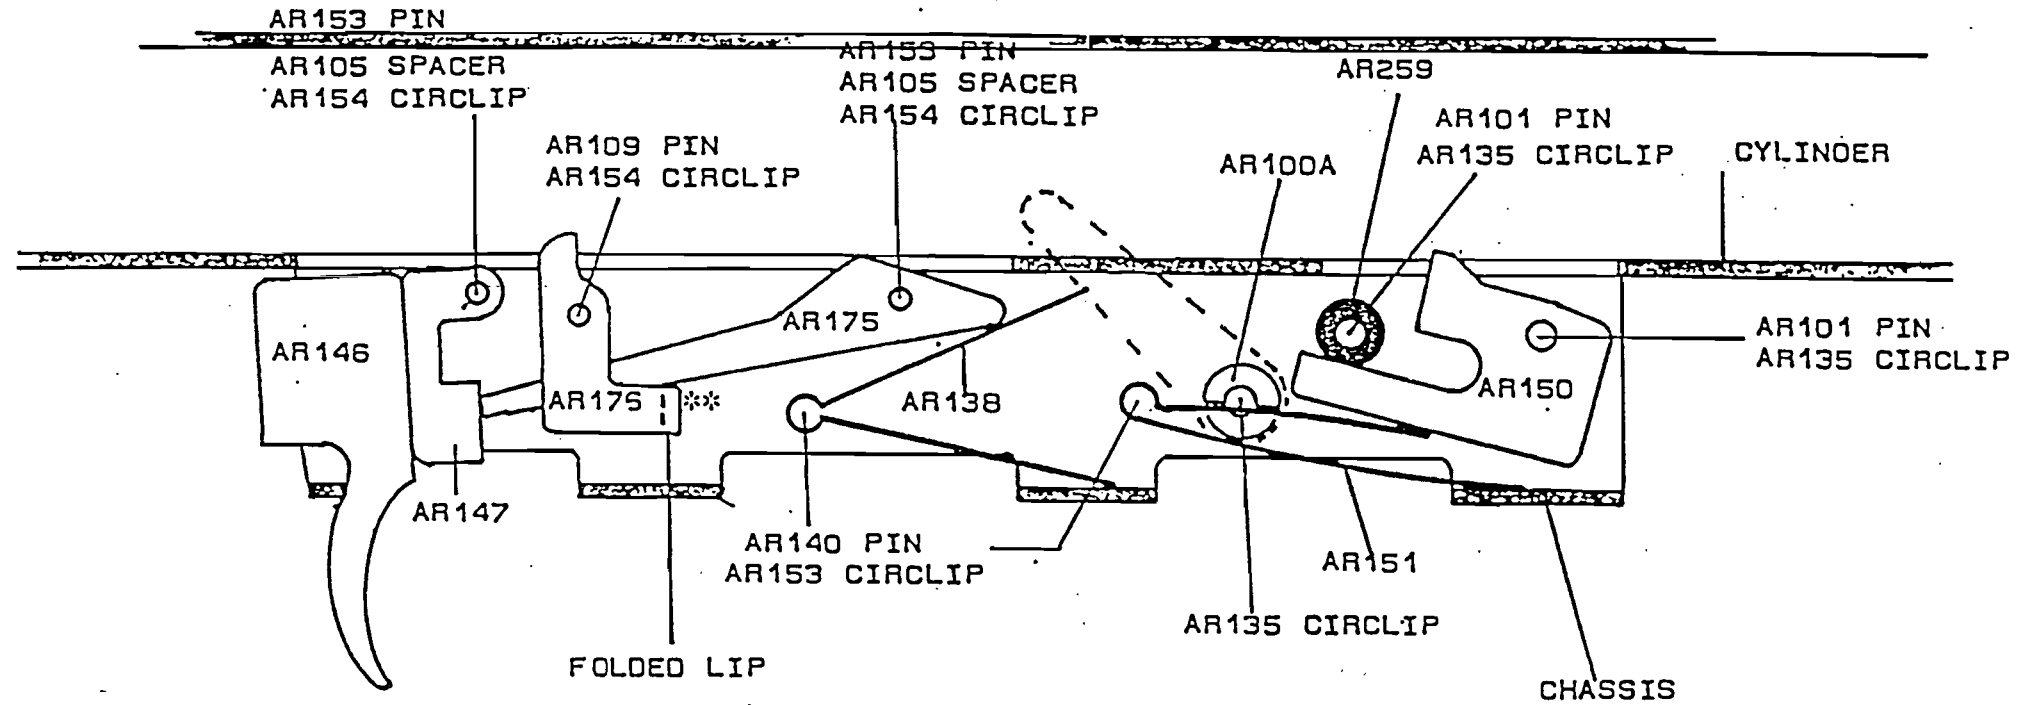 AR153 PIN
AR105 SPACER
AR154 CIRCLIP
AR153 PIN
AR105 SPACER
AR154 CIRCLIP
AR259
AR101 PIN
AR135 CIRCLIP
CYLINDER
AR109 PIN
AR154 CIRCLIP
AR100A
AR146
AR175
AR101 PIN
AR135 CIRCLIP
AR176 **
AR138
AR150
AR147
AR140 PIN
AR153 CIRCLIP
AR151
AR135 CIRCLIP
FOLDED LIP
CHASSIS